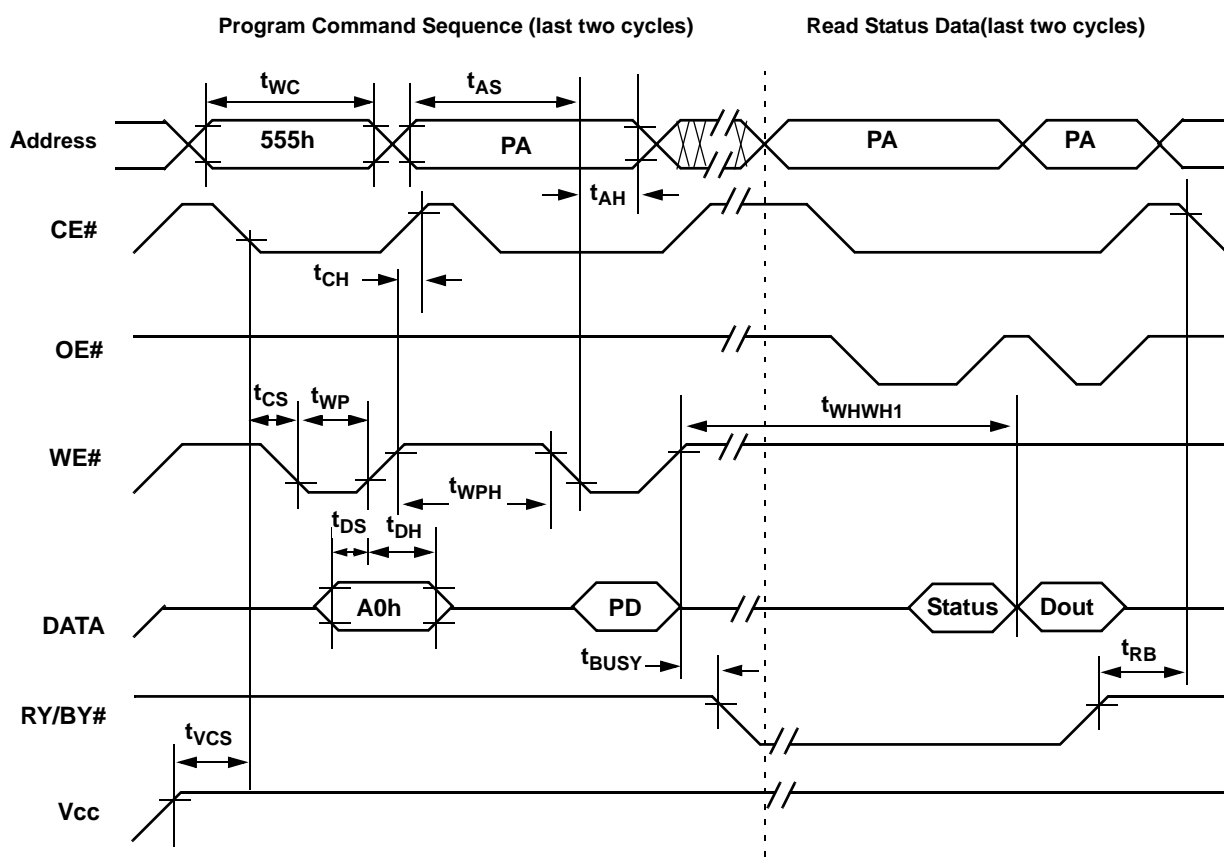 Program Command Sequence (last two cycles) Read Status Data(last two cycles)
tWC tAS
Address 555h PA PA PA
tAH
CE#
tCH
OE#
tCS tWP tWHWH1
WE#
tWPH
tDS tDH
DATA A0h PD Status Dout
tBUSY tRB
RY/BY#
tVCS
Vcc